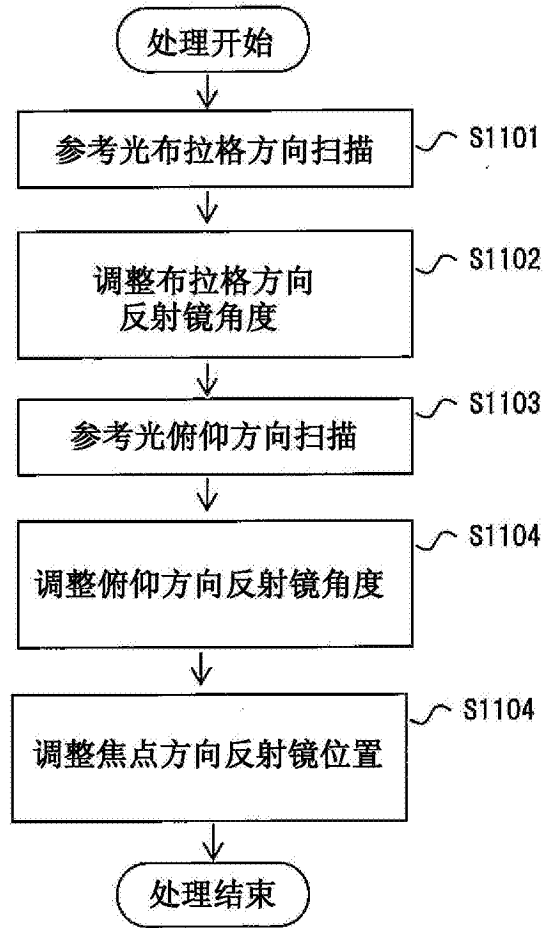 处理开始
参考光布拉格方向扫描
S1101
调整布拉格方向
反射镜角度
S1102
参考光俯仰方向扫描
S1103
调整俯仰方向反射镜角度
S1104
调整焦点方向反射镜位置
S1104
处理结束